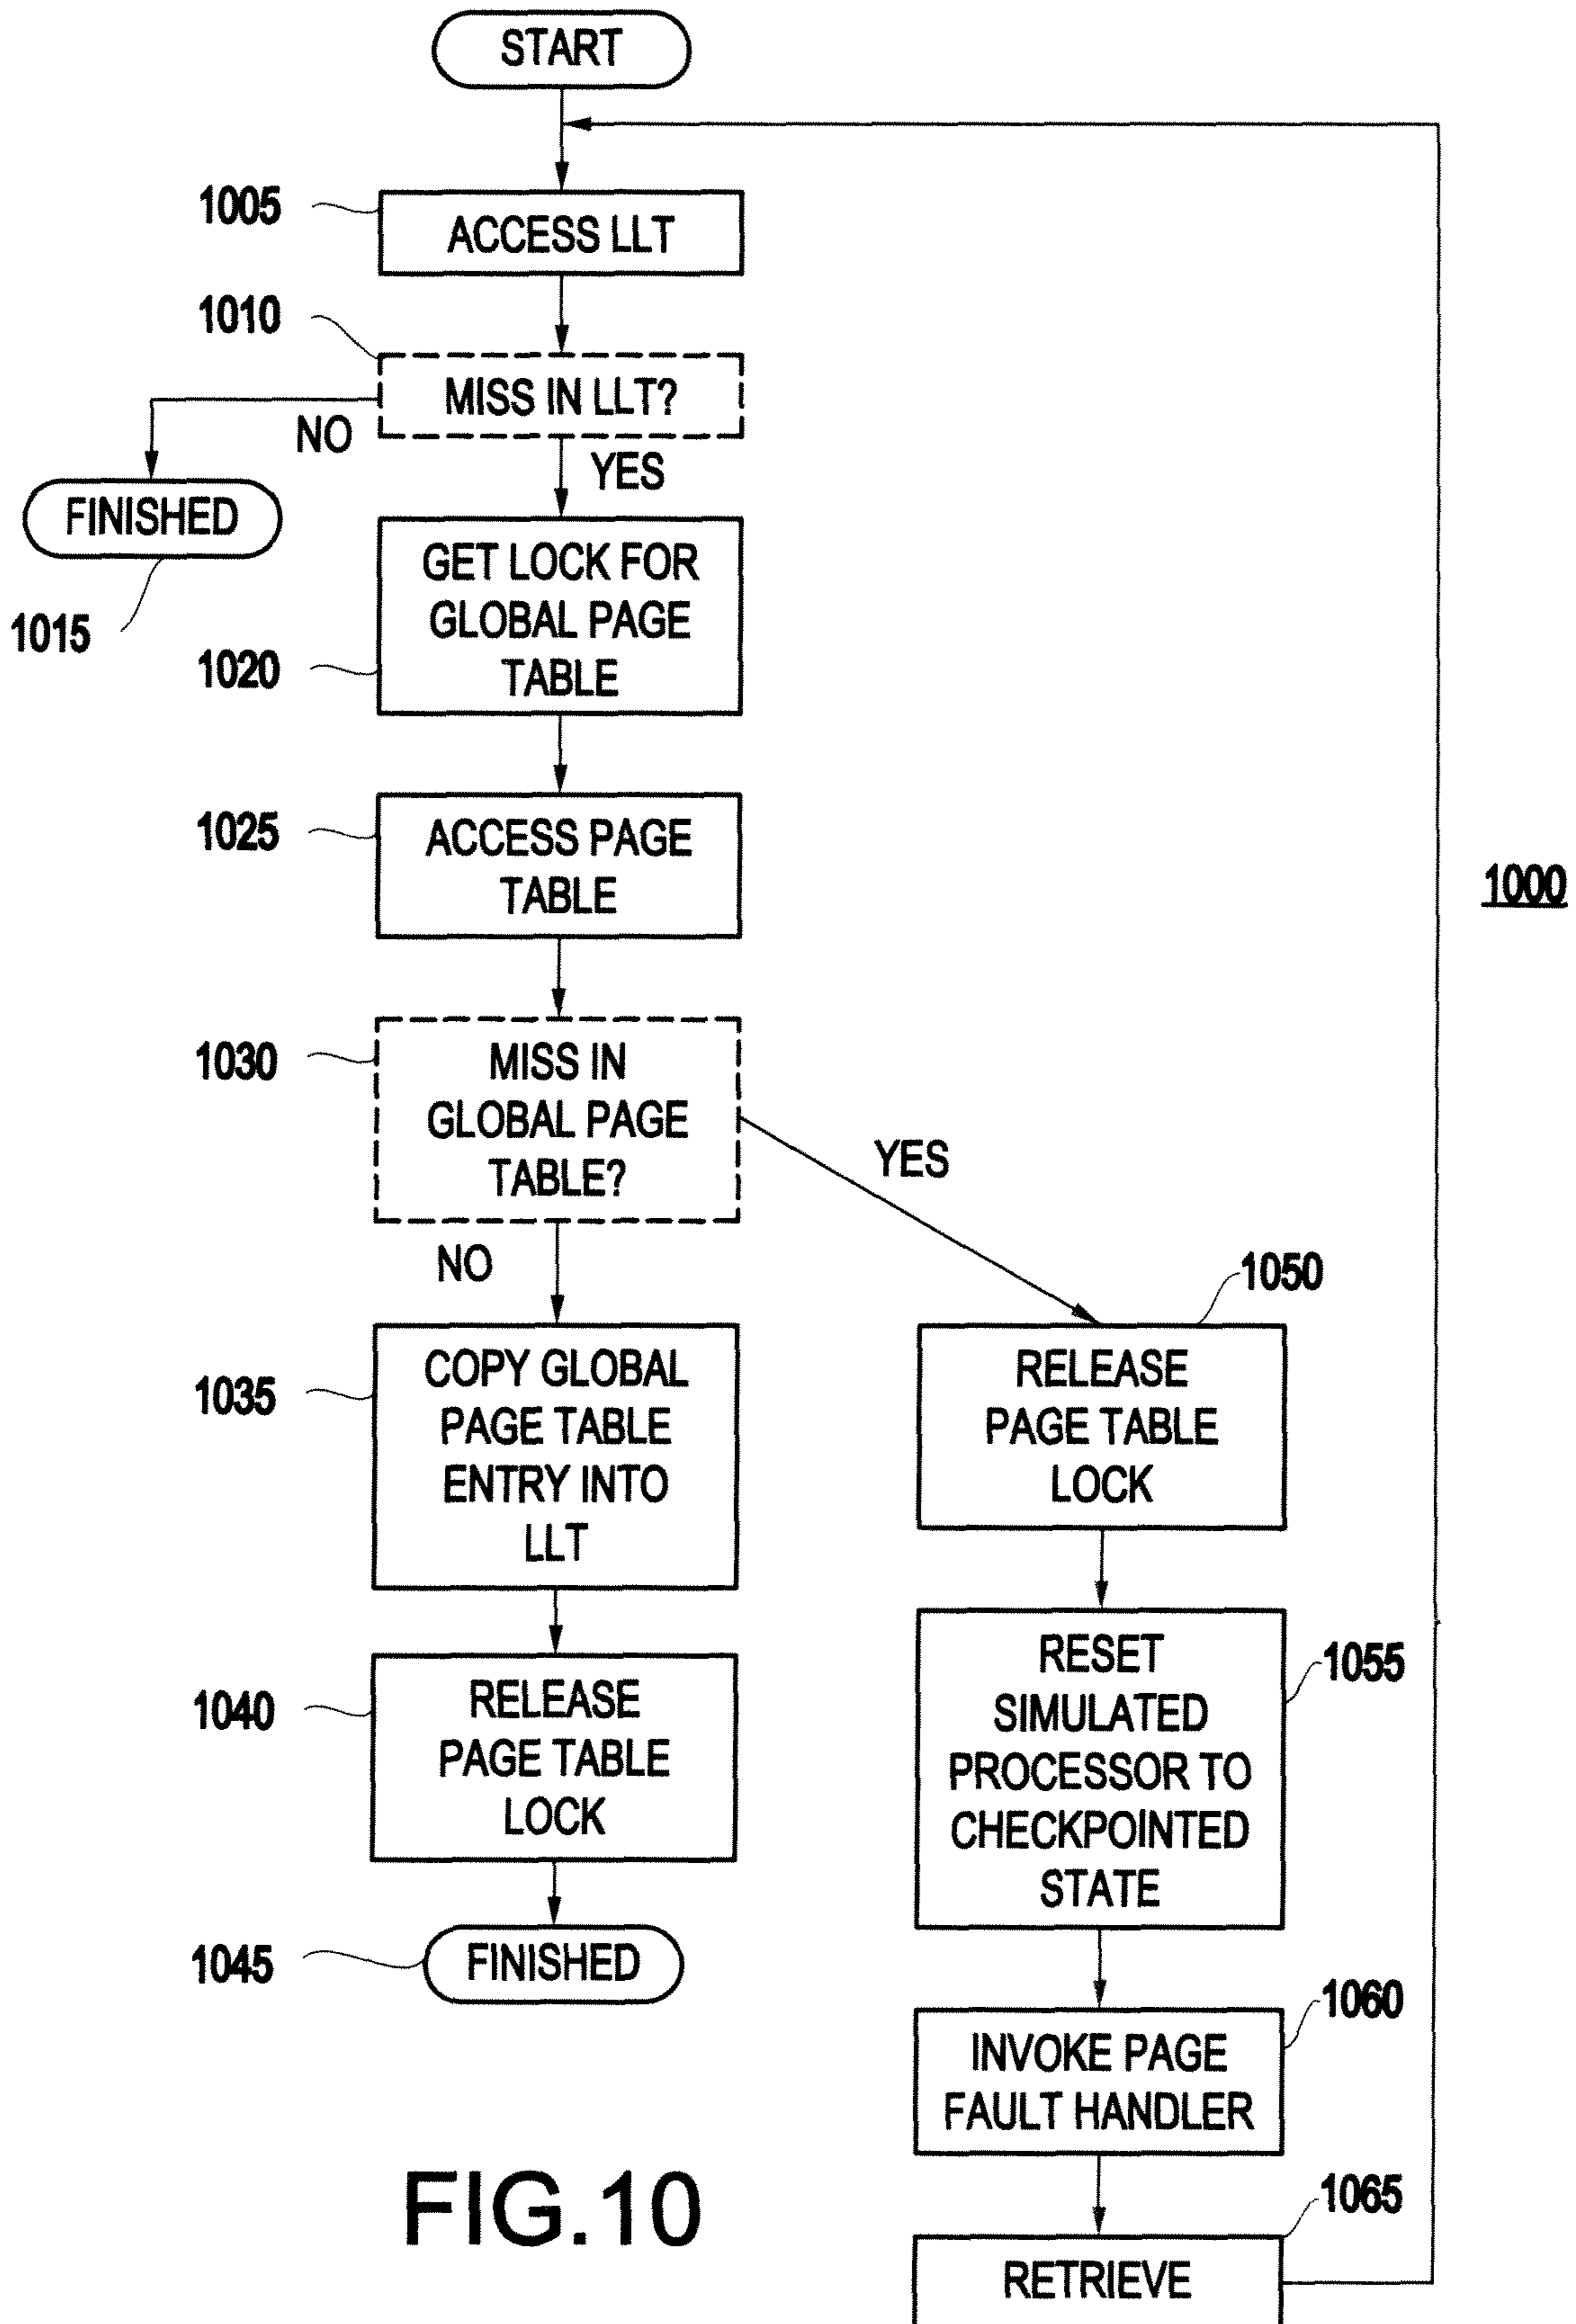 START
1005
ACCESS LLT
1010
MISS IN LLT?
NO
YES
FINISHED
1015
GET LOCK FOR
GLOBAL PAGE
TABLE
1020
1025
ACCESS PAGE
TABLE
1000
1030
MISS IN
GLOBAL PAGE
TABLE?
YES
NO
1035
COPY GLOBAL
PAGE TABLE
ENTRY INTO
LLT
1050
RELEASE
PAGE TABLE
LOCK
1040
RELEASE
PAGE TABLE
LOCK
1055
RESET
SIMULATED
PROCESSOR TO
CHECKPOINTED
STATE
1045
FINISHED
1060
INVOKE PAGE
FAULT HANDLER
1065
RETRIEVE
FIG.10